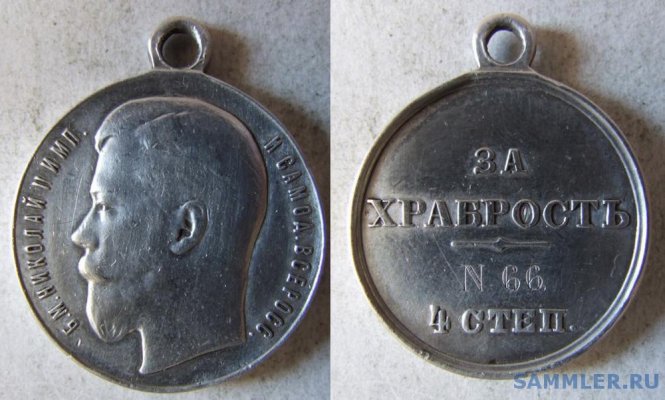 Б.М. НИКОЛАЙ II ИМП. И САМОД. ВСЕРОСС.
ЗА
ХРАБРОСТЬ
N 66
4 СТЕП.
SAMMLER.RU